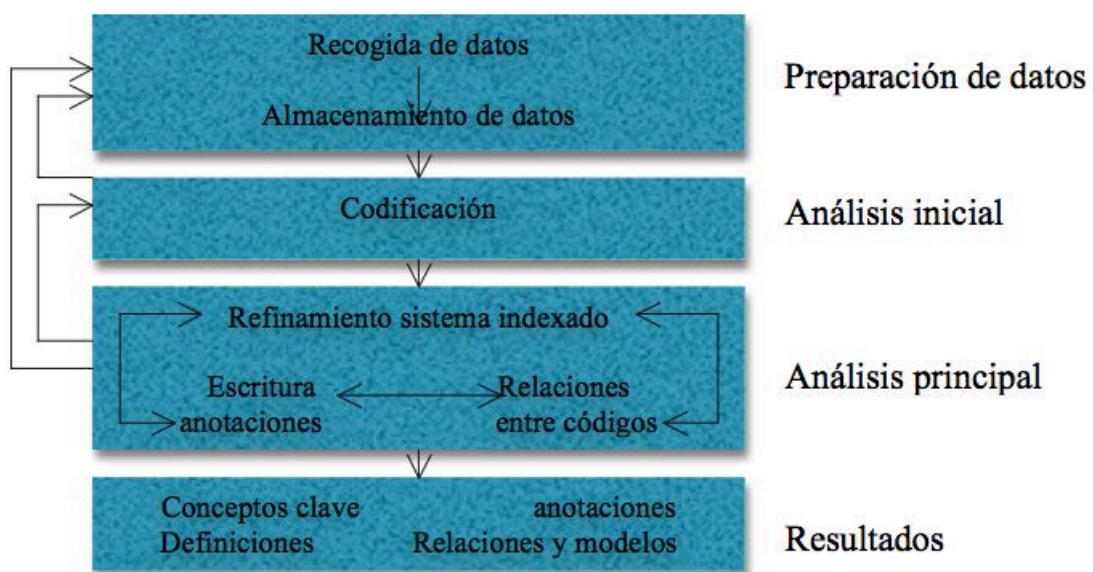 Recogida de datos
Almacenamiento de datos
Preparación de datos
Codificación
Análisis inicial
Refinamiento sistema indexado
Escritura
anotaciones
Relaciones
entre códigos
Análisis principal
Conceptos clave anotaciones
Definiciones Relaciones y modelos
Resultados